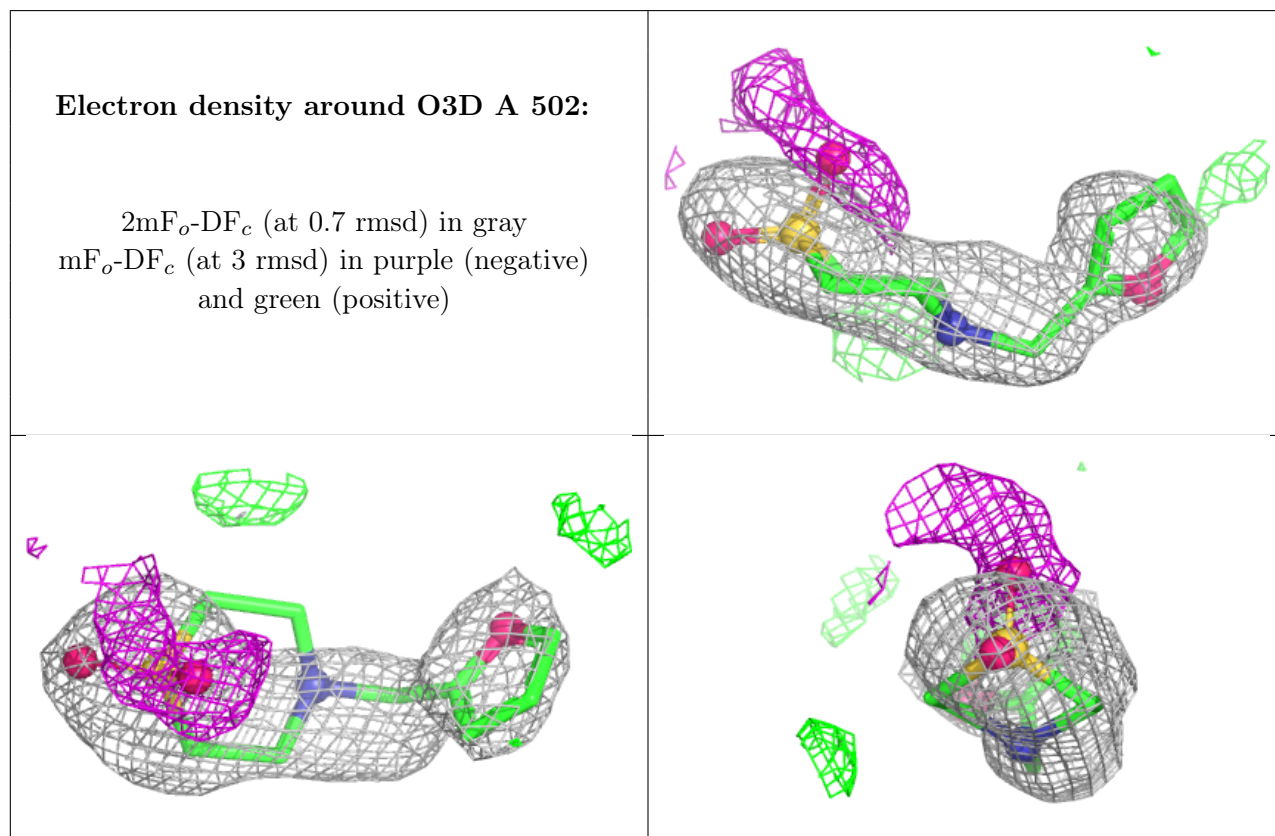 Electron density around O3D A 502:
2mFo-DFc (at 0.7 rmsd) in gray
mFo-DFc (at 3 rmsd) in purple (negative)
and green (positive)